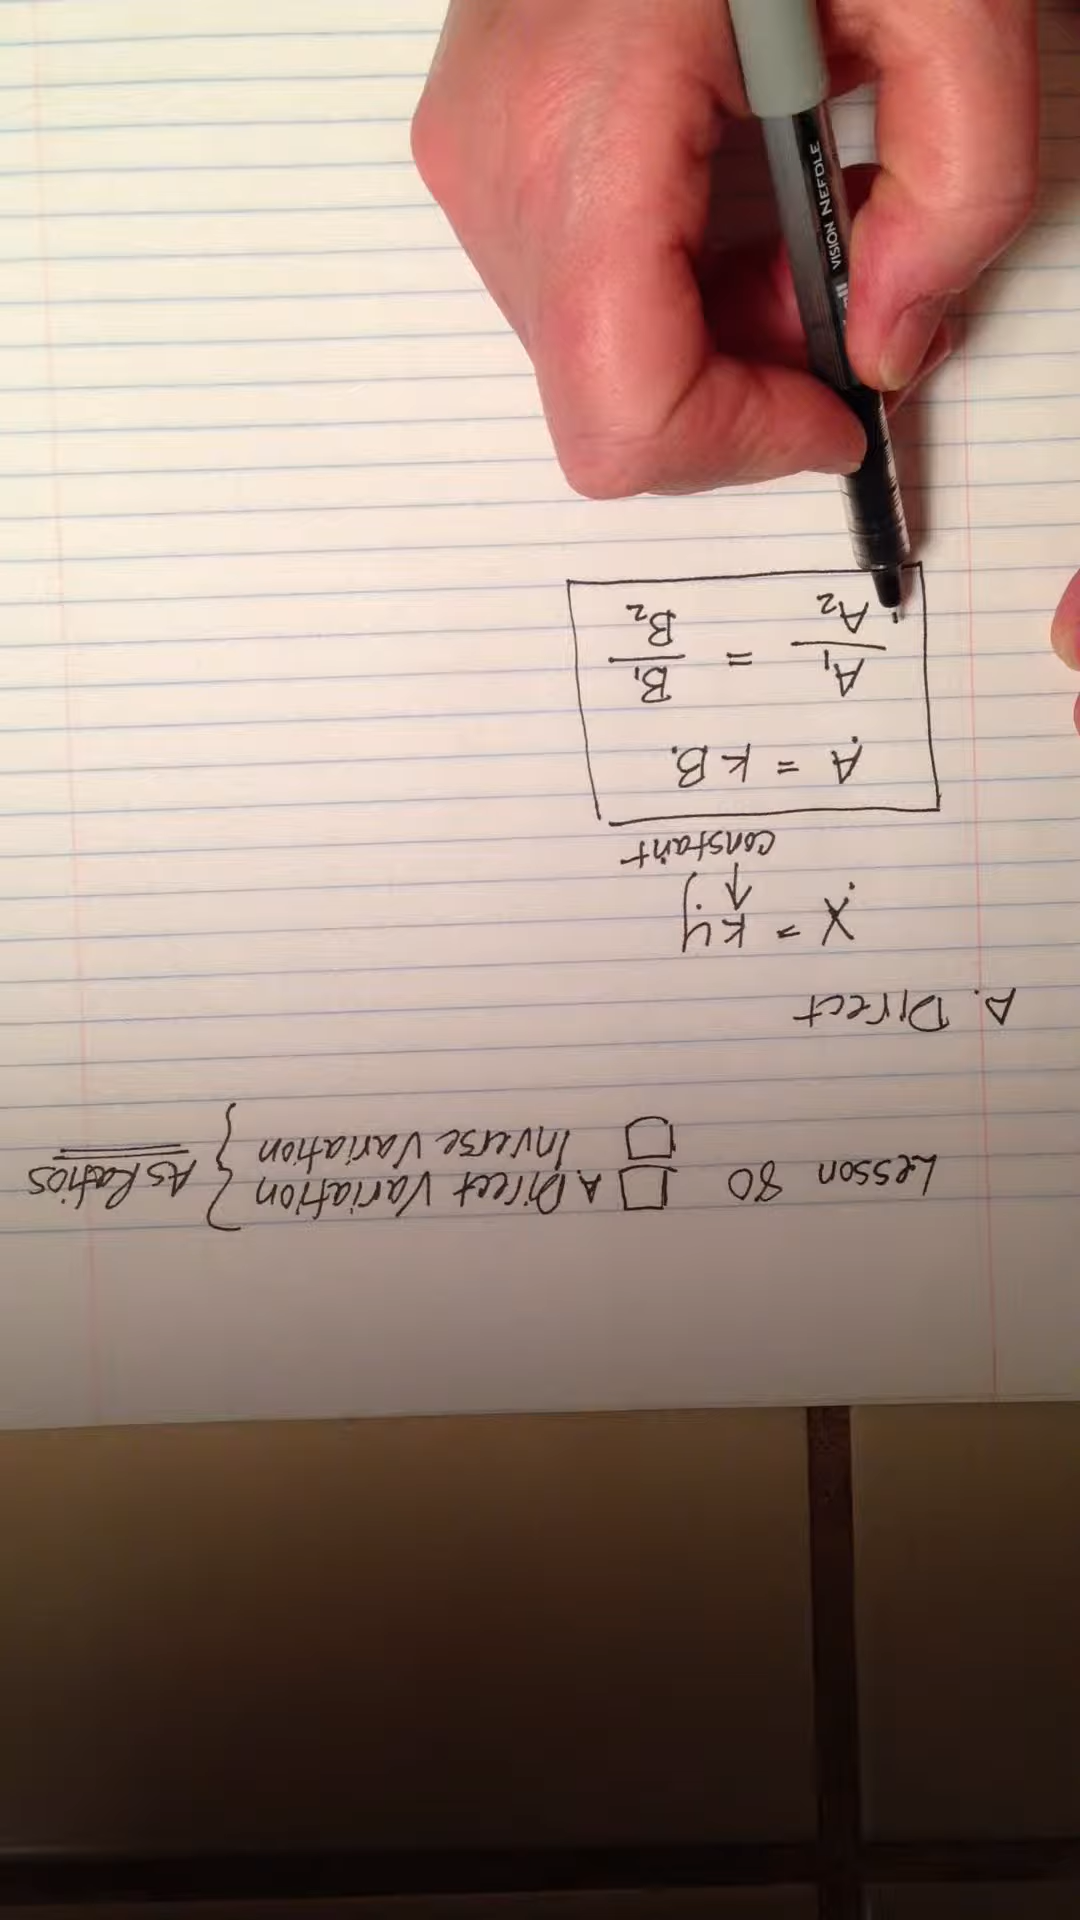 Lesson 80 A Direct Variation } As Ratios
Inverse Variation
A. Direct
X = ky
constant
A = kB
A1/A2 = B1/B2
VISION NEEDLE